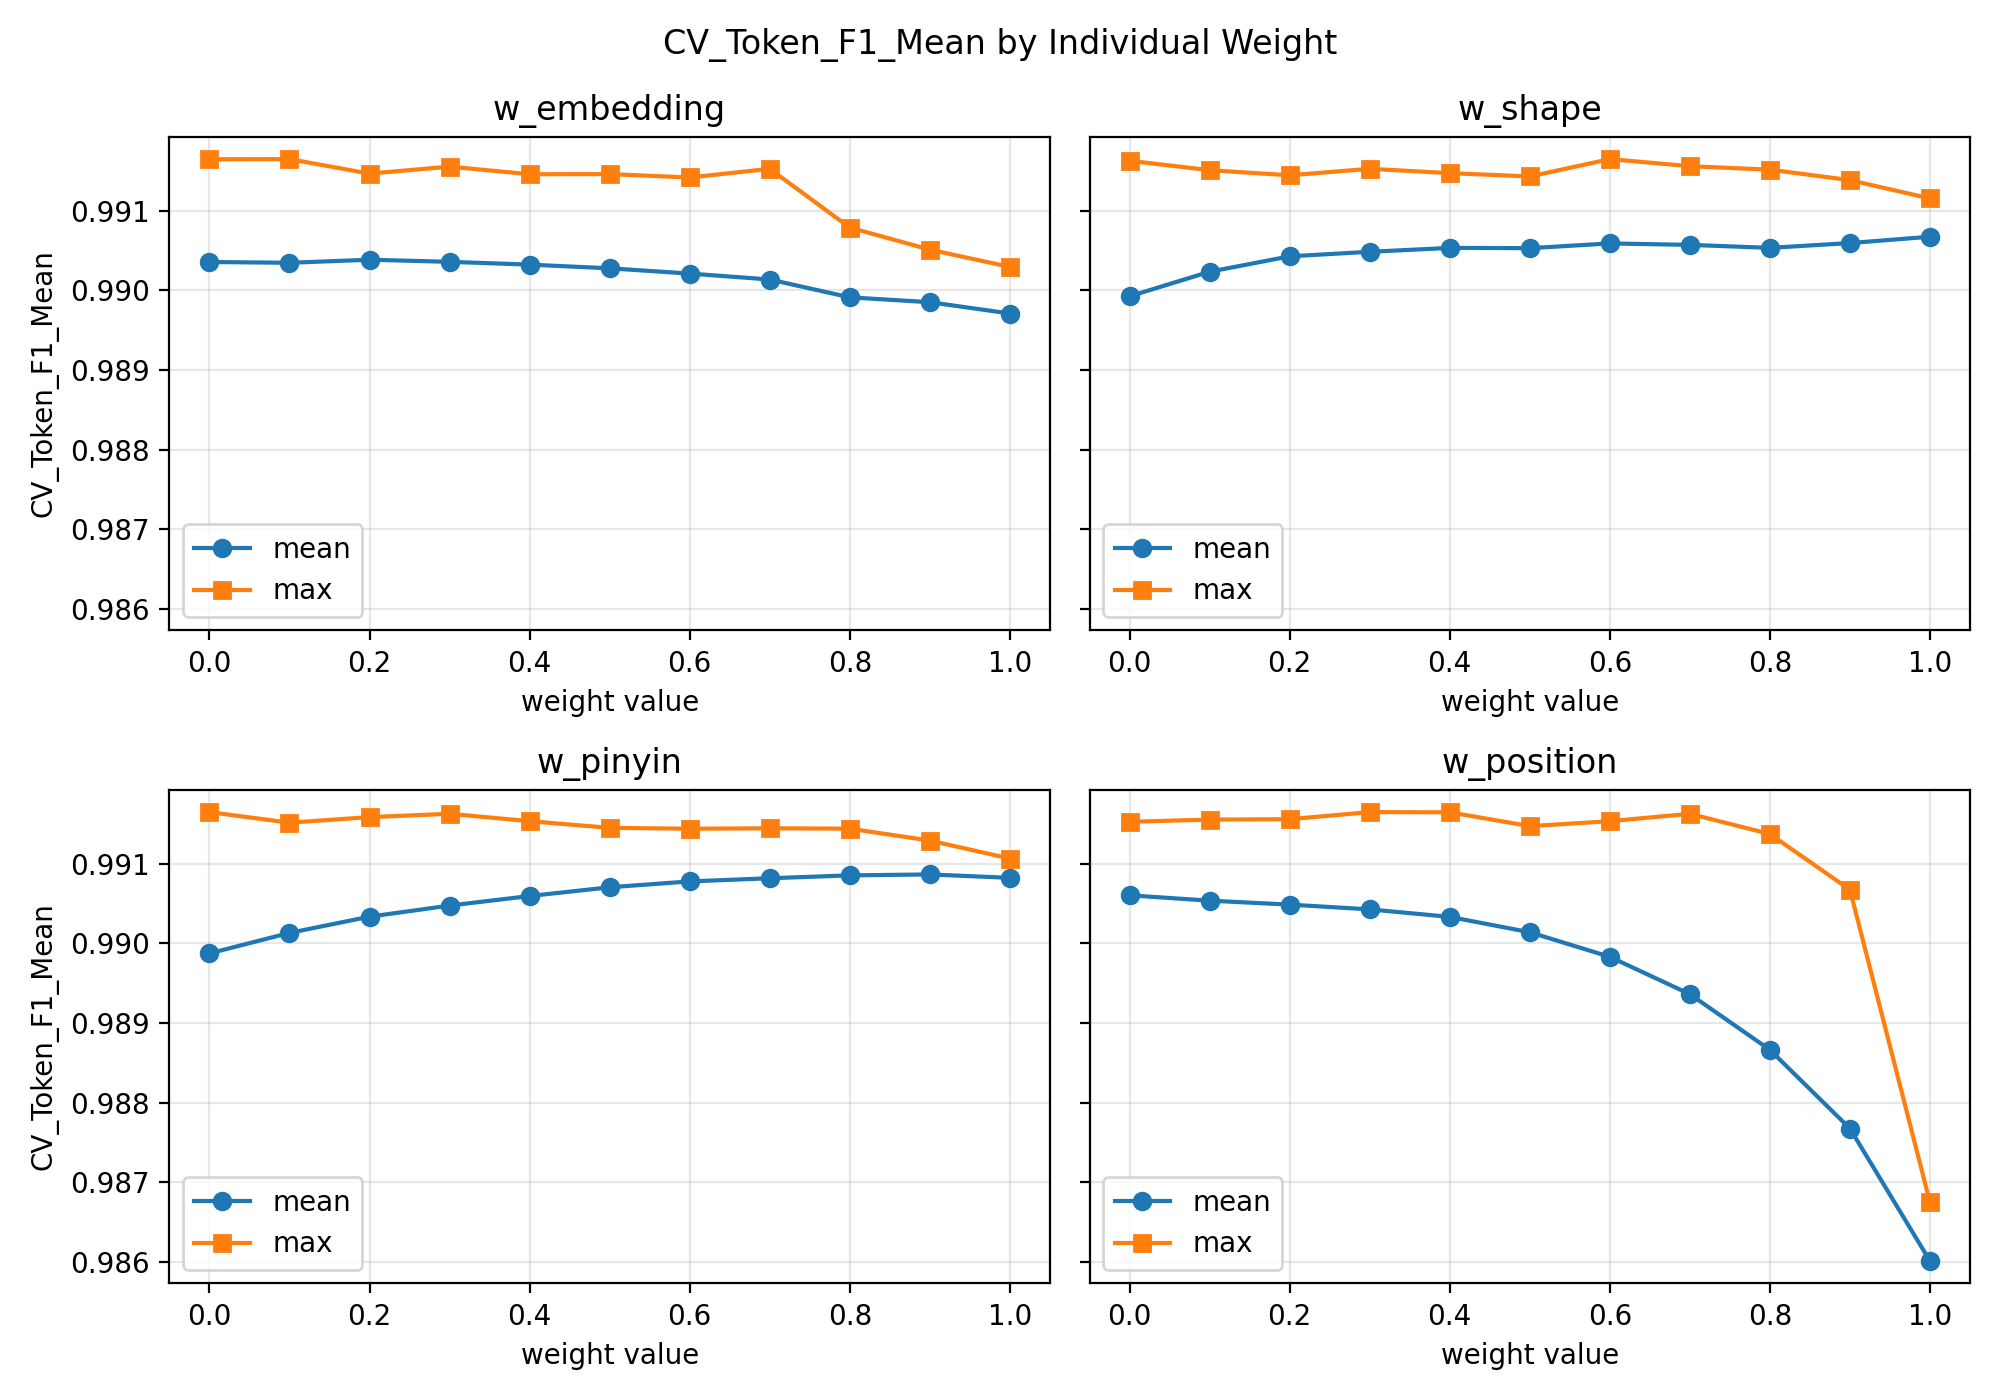 CV_Token_F1_Mean by Individual Weight
w_embedding
CV_Token_F1_Mean
0.991
0.990
0.989
0.988
0.987
0.986
mean
max
0.0 0.2 0.4 0.6 0.8 1.0
weight value
w_shape
mean
max
0.0 0.2 0.4 0.6 0.8 1.0
weight value
w_pinyin
CV_Token_F1_Mean
0.991
0.990
0.989
0.988
0.987
0.986
mean
max
0.0 0.2 0.4 0.6 0.8 1.0
weight value
w_position
mean
max
0.0 0.2 0.4 0.6 0.8 1.0
weight value